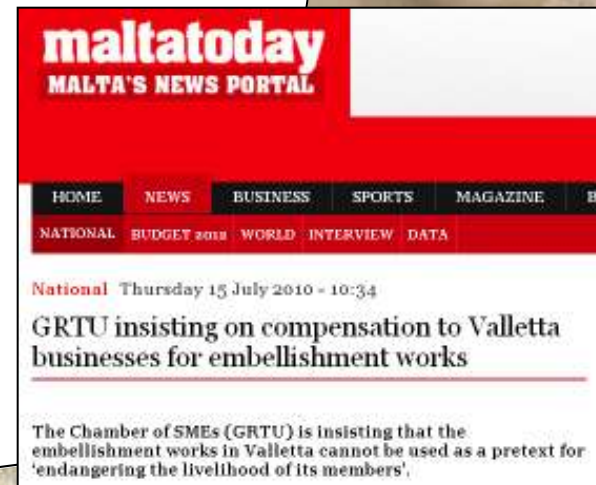 maltatoday
MALTA'S NEWS PORTAL
HOME NEWS BUSINESS SPORTS MAGAZINE B
NATIONAL BUDGET 2012 WORLD INTERVIEW DATA
National Thursday 15 July 2010 - 10:34
GRTU insisting on compensation to Valletta
businesses for embellishment works
The Chamber of SMEs (GRTU) is insisting that the
embellishment works in Valletta cannot be used as a pretext for
‘endangering the livelihood of its members’.